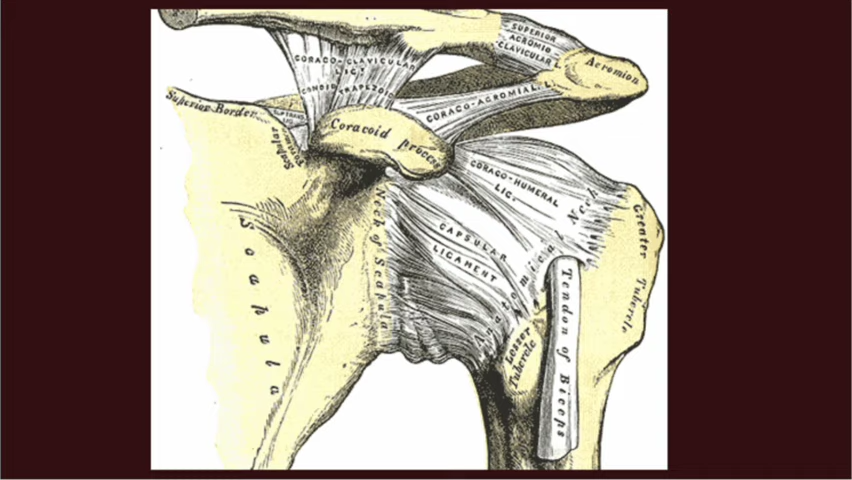 SUPERIOR
ACROMIO-
CLAVICULAR L.
Acromion
CORACO-CLAVICULAR
LIG.
CONOID TRAPEZOID
CORACO-ACROMIAL L.
Superior Border
Scapular
Coracoid process
CORACO-HUMERAL
LIG.
Neck of Scapula
CAPSULAR
LIGAMENT
Anatomical Neck
Greater Tubercle
Scapula
Lesser
Tubercle
Tendon of Biceps